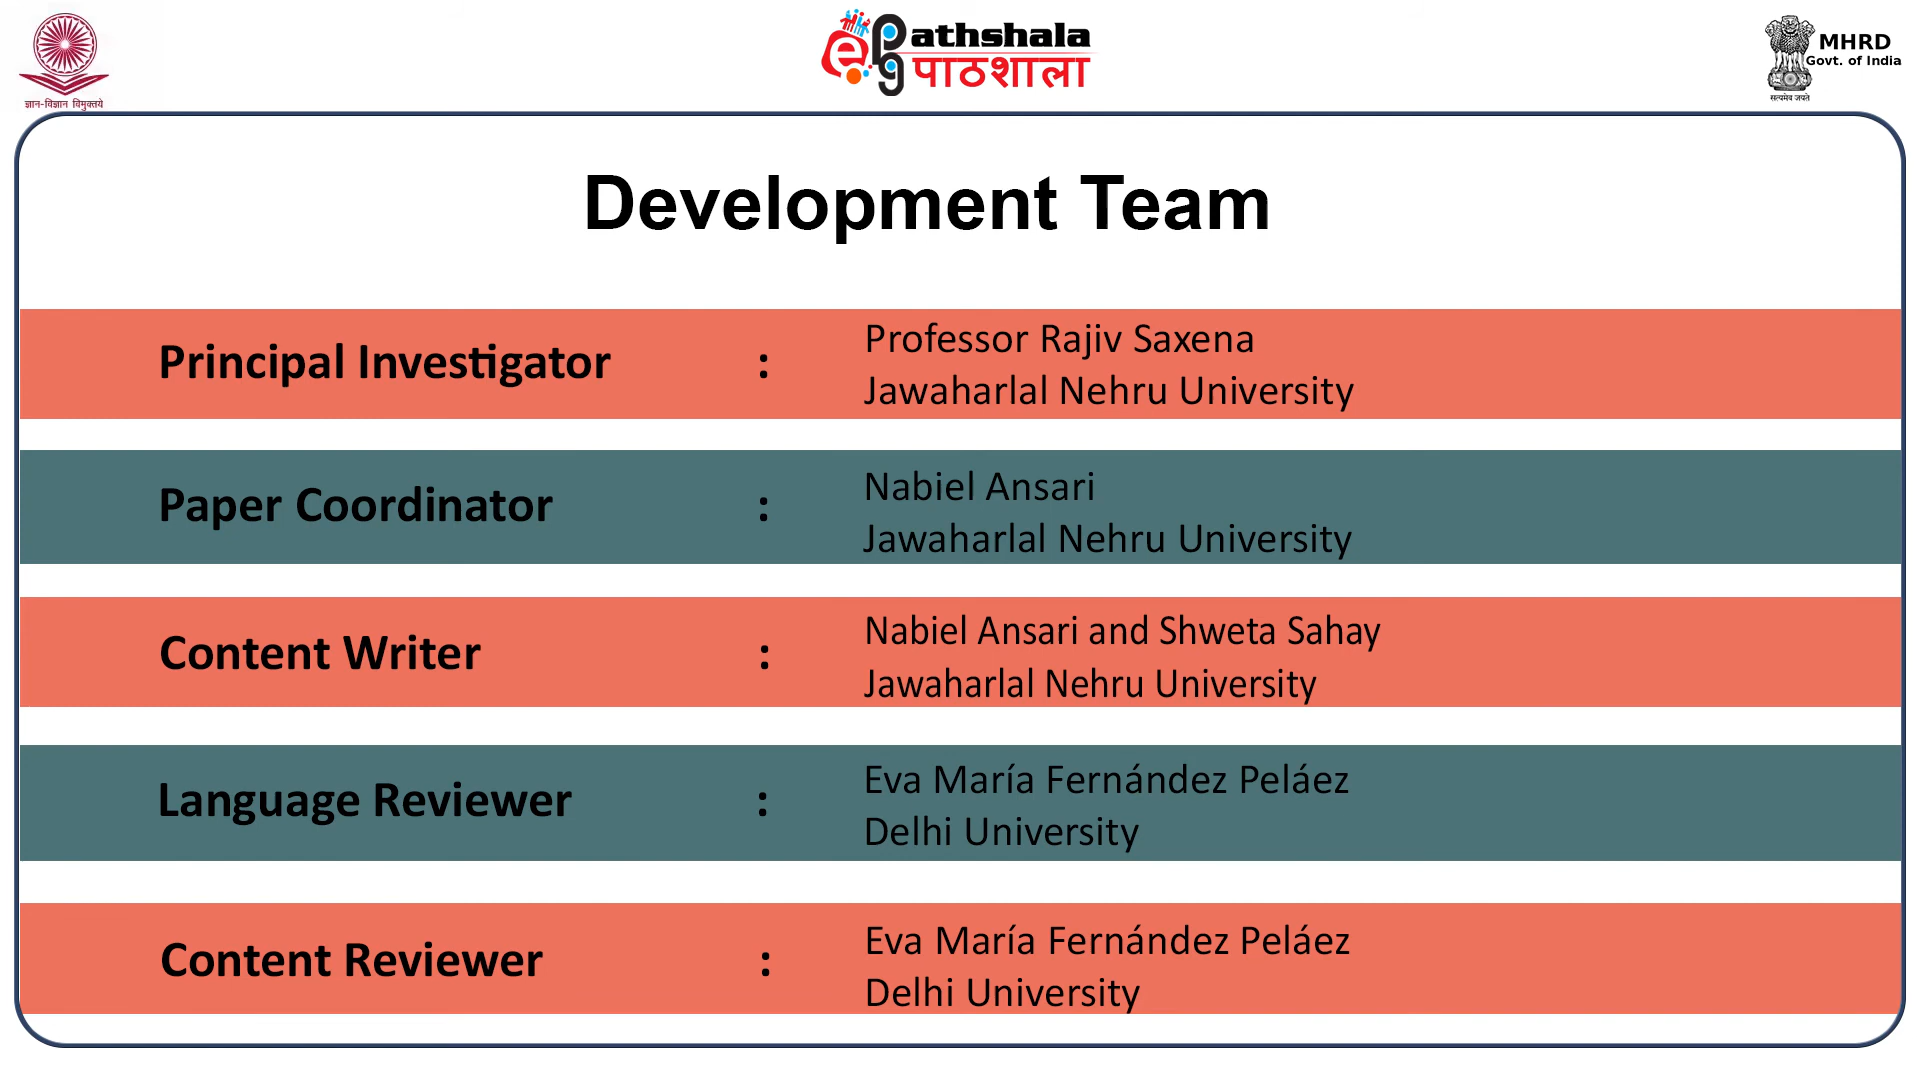 ज्ञान-विज्ञान विमुक्तये
ePathshala
पाठशाला
MHRD
Govt. of India
सत्यमेव जयते
Development Team
Principal Investigator : Professor Rajiv Saxena
Jawaharlal Nehru University
Paper Coordinator : Nabiel Ansari
Jawaharlal Nehru University
Content Writer : Nabiel Ansari and Shweta Sahay
Jawaharlal Nehru University
Language Reviewer : Eva María Fernández Peláez
Delhi University
Content Reviewer : Eva María Fernández Peláez
Delhi University